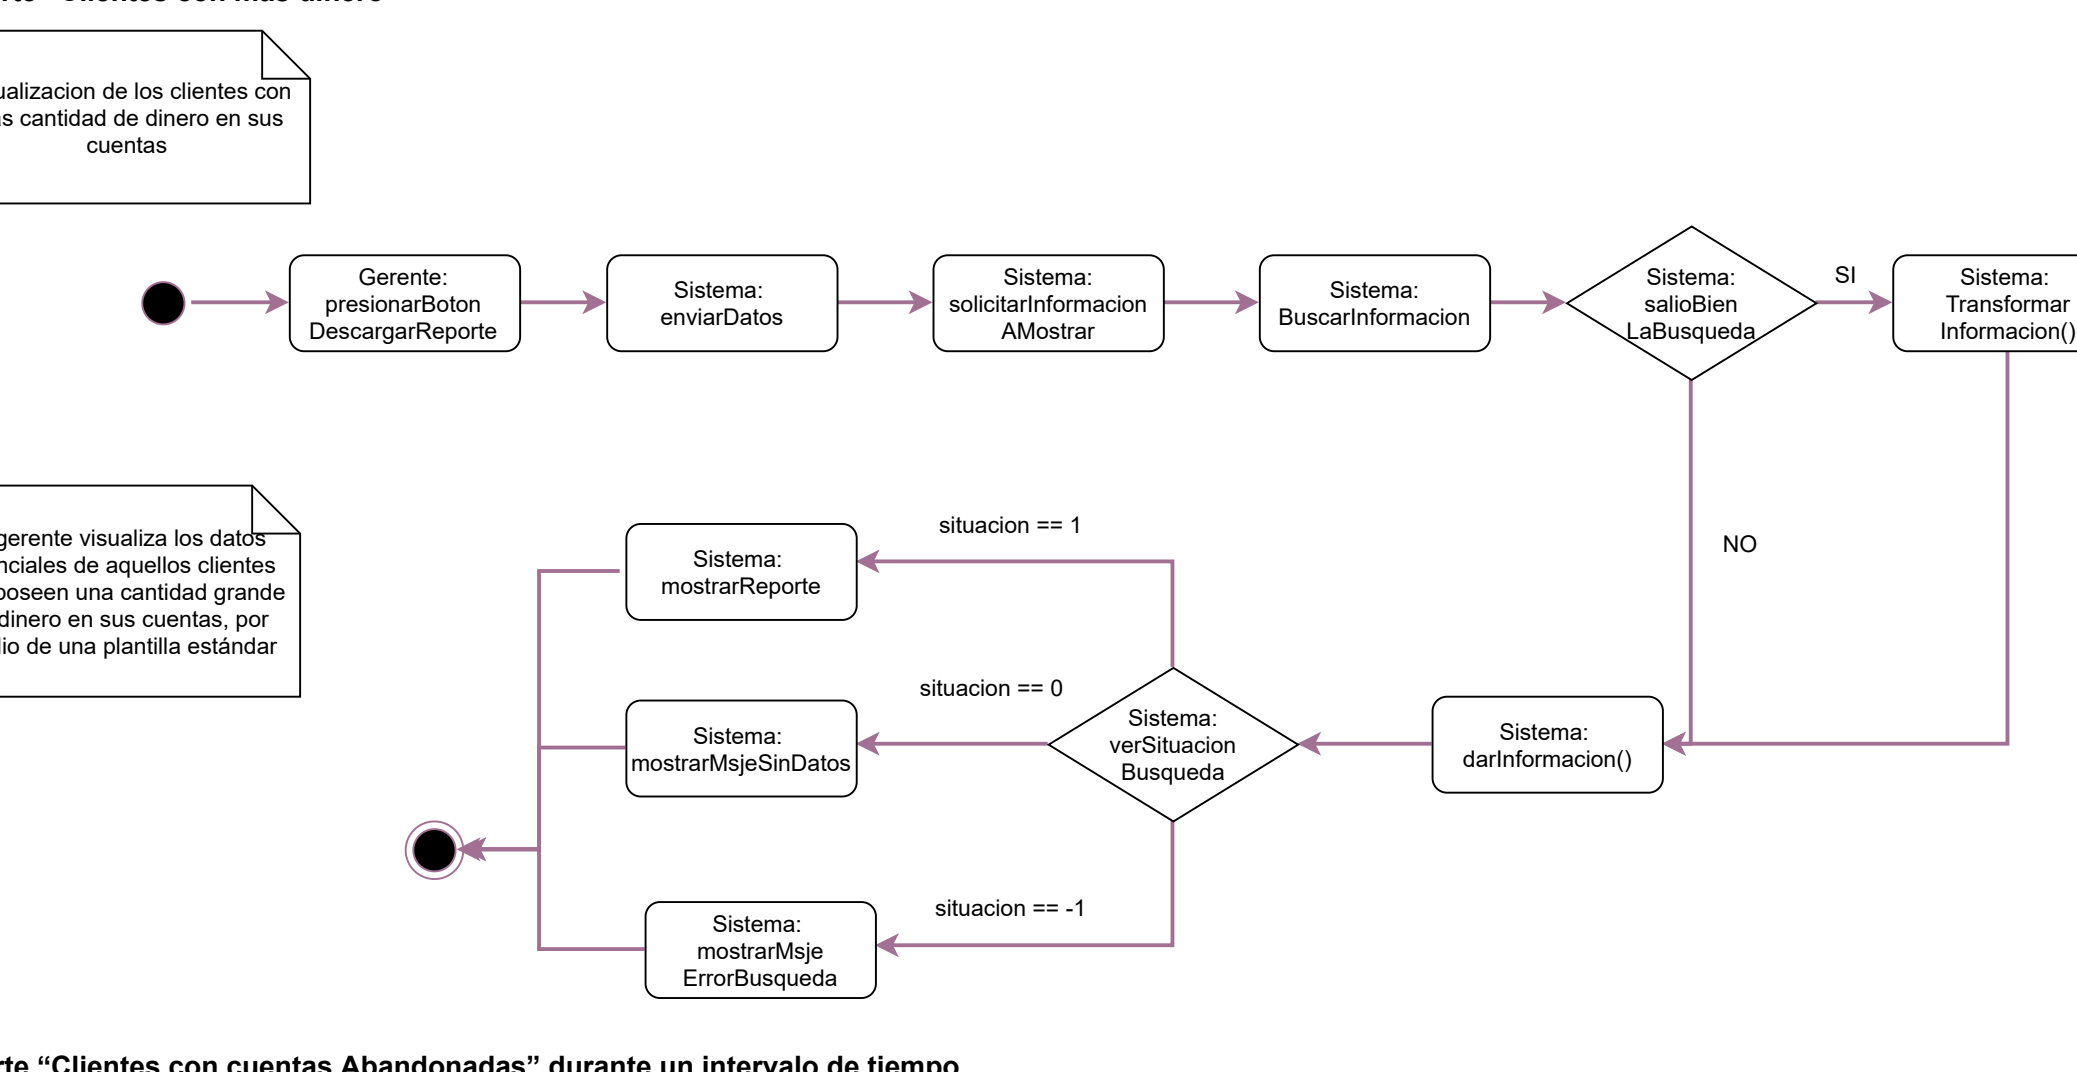 “Clientes con más dinero”
ualizacion de los clientes con
s cantidad de dinero en sus
cuentas
Gerente:
presionarBoton
DescargarReporte
Sistema:
enviarDatos
Sistema:
solicitarInformacion
AMostrar
Sistema:
BuscarInformacion
Sistema:
salioBien
LaBusqueda
SI
Sistema:
Transformar
Informacion()
NO
gerente visualiza los datos
nciales de aquellos clientes
poseen una cantidad grande
dinero en sus cuentas, por
io de una plantilla estándar
situacion == 1
Sistema:
mostrarReporte
situacion == 0
Sistema:
mostrarMsjeSinDatos
Sistema:
verSituacion
Busqueda
Sistema:
darInformacion()
situacion == -1
Sistema:
mostrarMsje
ErrorBusqueda
rte “Clientes con cuentas Abandonadas” durante un intervalo de tiempo